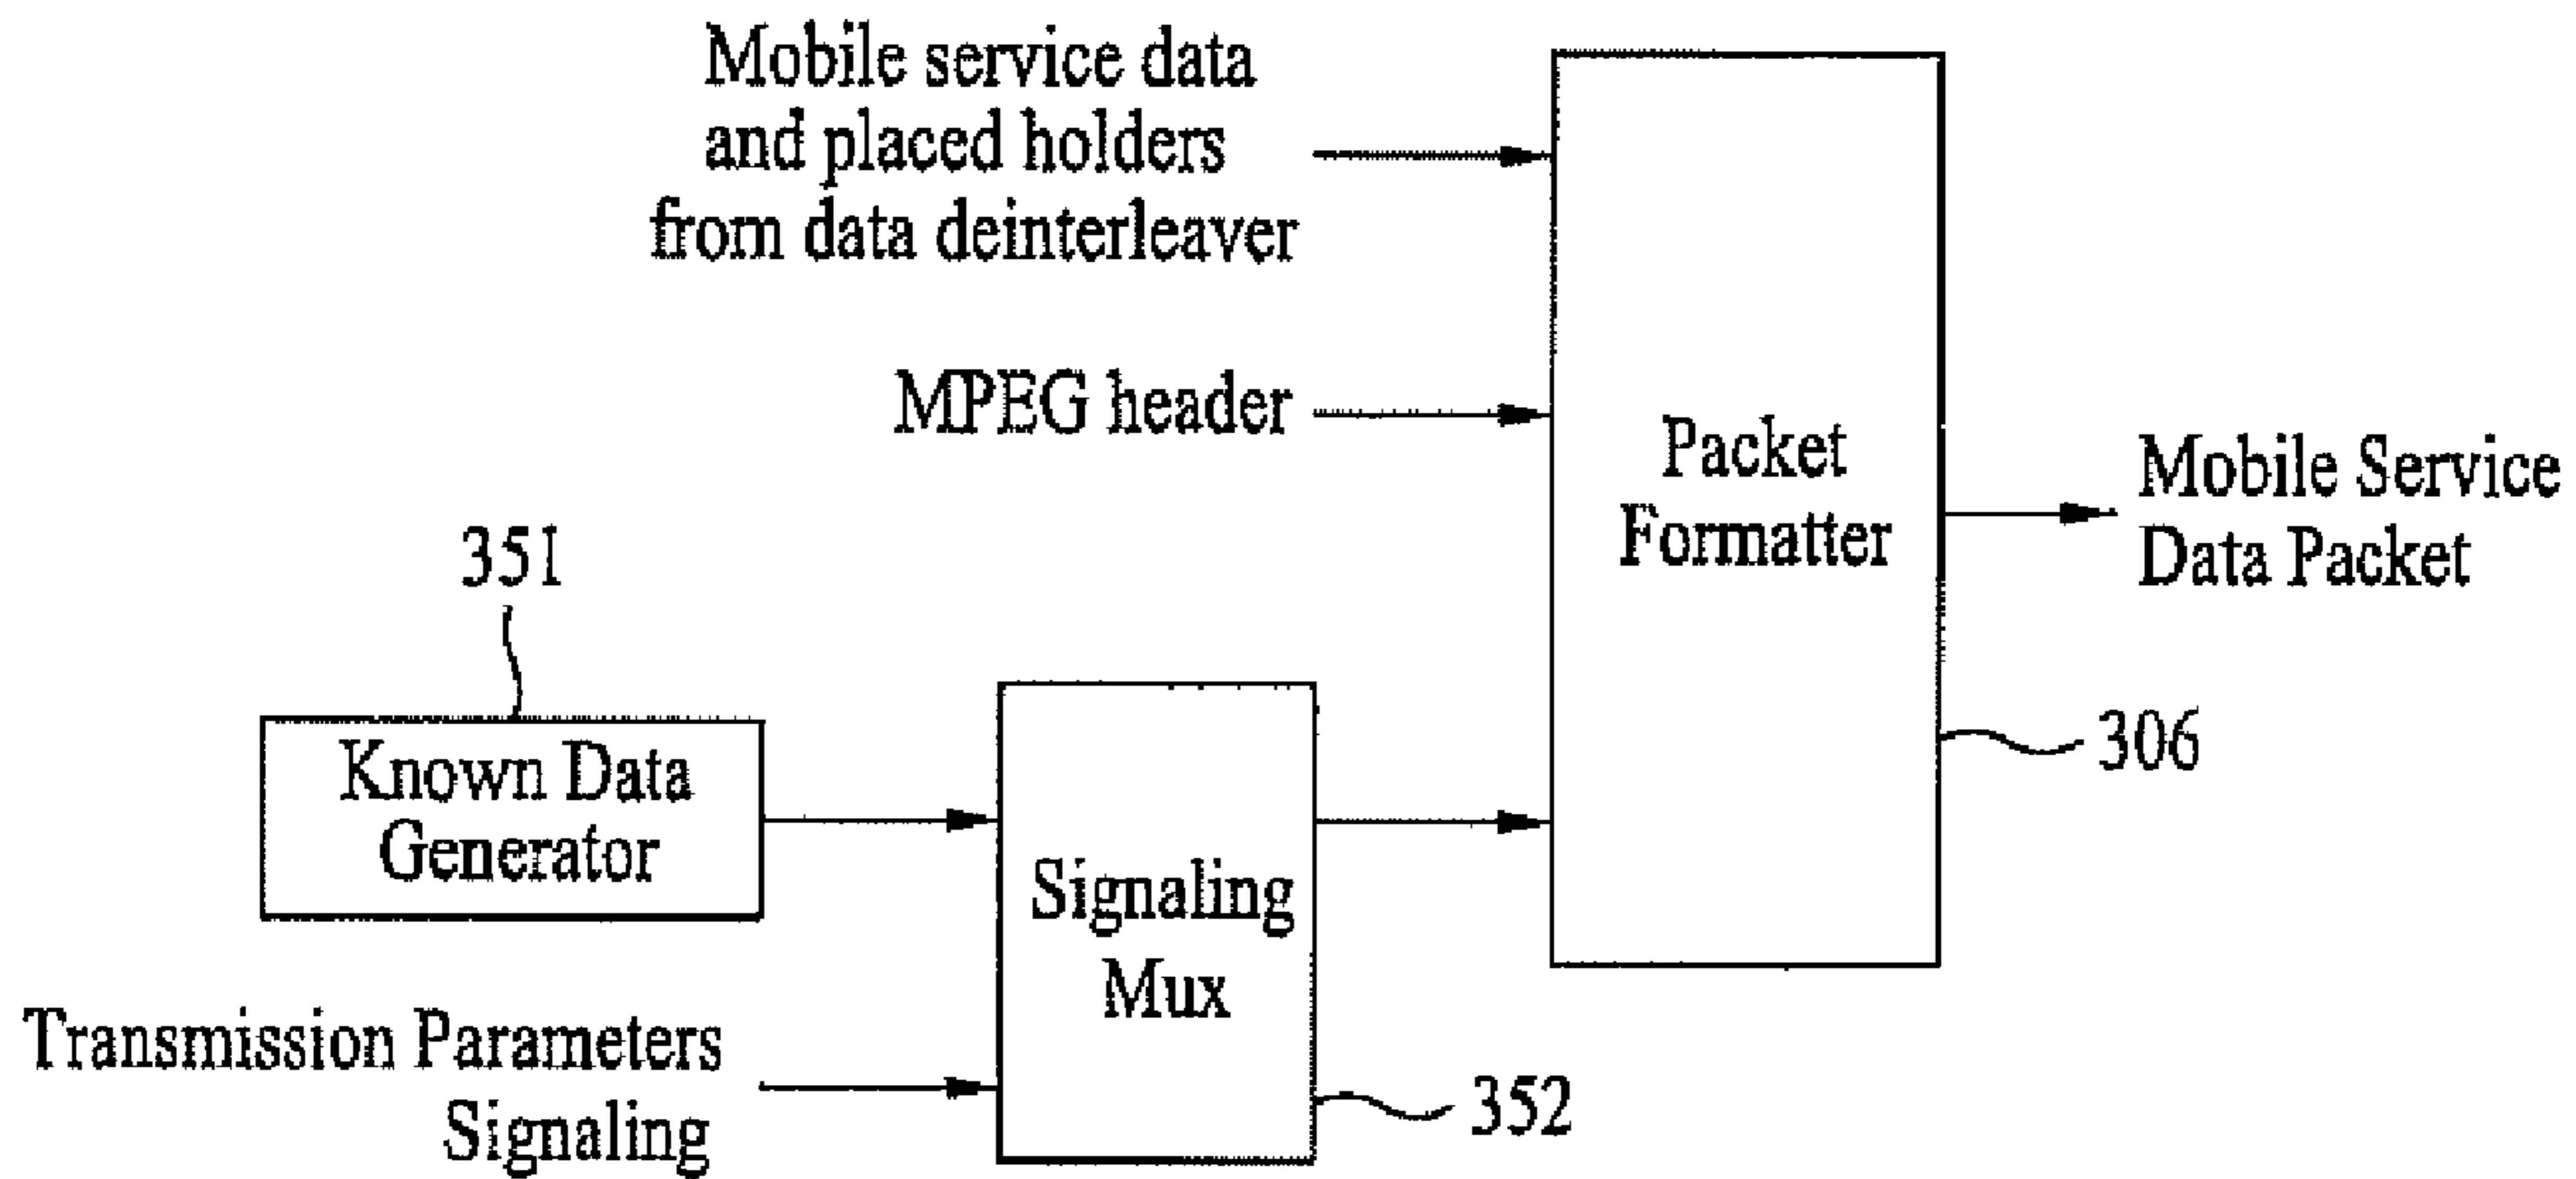 Mobile service data
and placed holders
from data deinterleaver
MPEG header
Packet
Formatter
Mobile Service
Data Packet
351
306
Known Data
Generator
Signaling
Mux
Transmission Parameters
Signaling
352